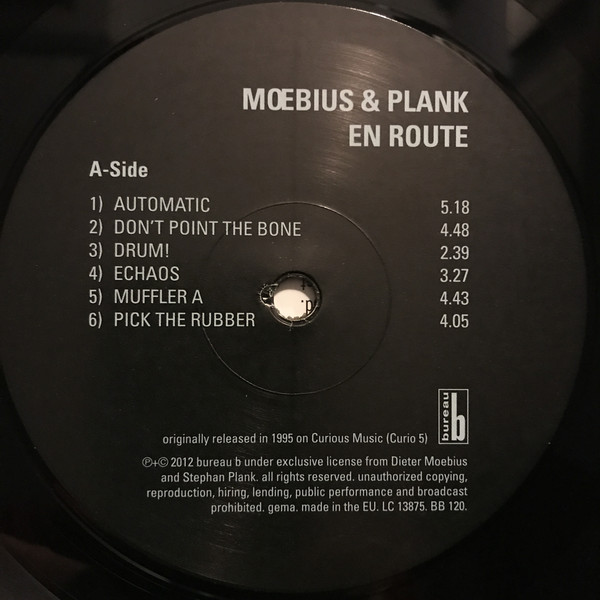 MŒBIUS & PLANK
EN ROUTE
A-Side
1) AUTOMATIC 5.18
2) DON'T POINT THE BONE 4.48
3) DRUM! 2.39
4) ECHAOS 3.27
5) MUFFLER A 4.43
6) PICK THE RUBBER 4.05
bureau b
originally released in 1995 on Curious Music (Curio 5)
℗+© 2012 bureau b under exclusive license from Dieter Moebius
and Stephan Plank. all rights reserved. unauthorized copying,
reproduction, hiring, lending, public performance and broadcast
prohibited. gema. made in the EU. LC 13875. BB 120.